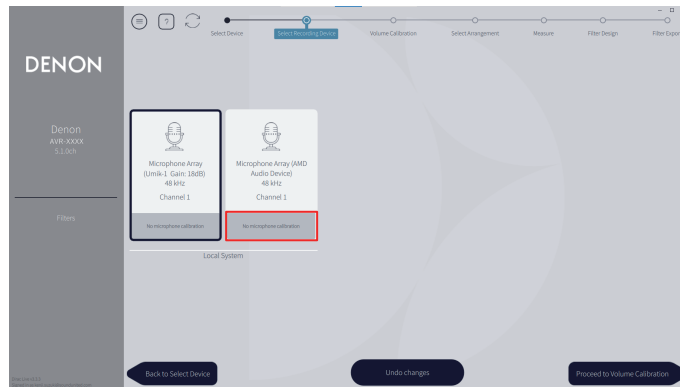 ?
Select Device
Select Recording Device
Volume Calibration
Select Arrangement
Measure
Filter Design
Filter Expor
DENON
Denon
AVR-XXXX
5.1.0ch
Filters
Microphone Array
(Umik-1 Gain: 18dB)
48 kHz
Channel 1
No microphone calibration
Microphone Array (AMD
Audio Device)
48 kHz
Channel 1
No microphone calibration
Local System
Back to Select Device
Undo changes
Proceed to Volume Calibration